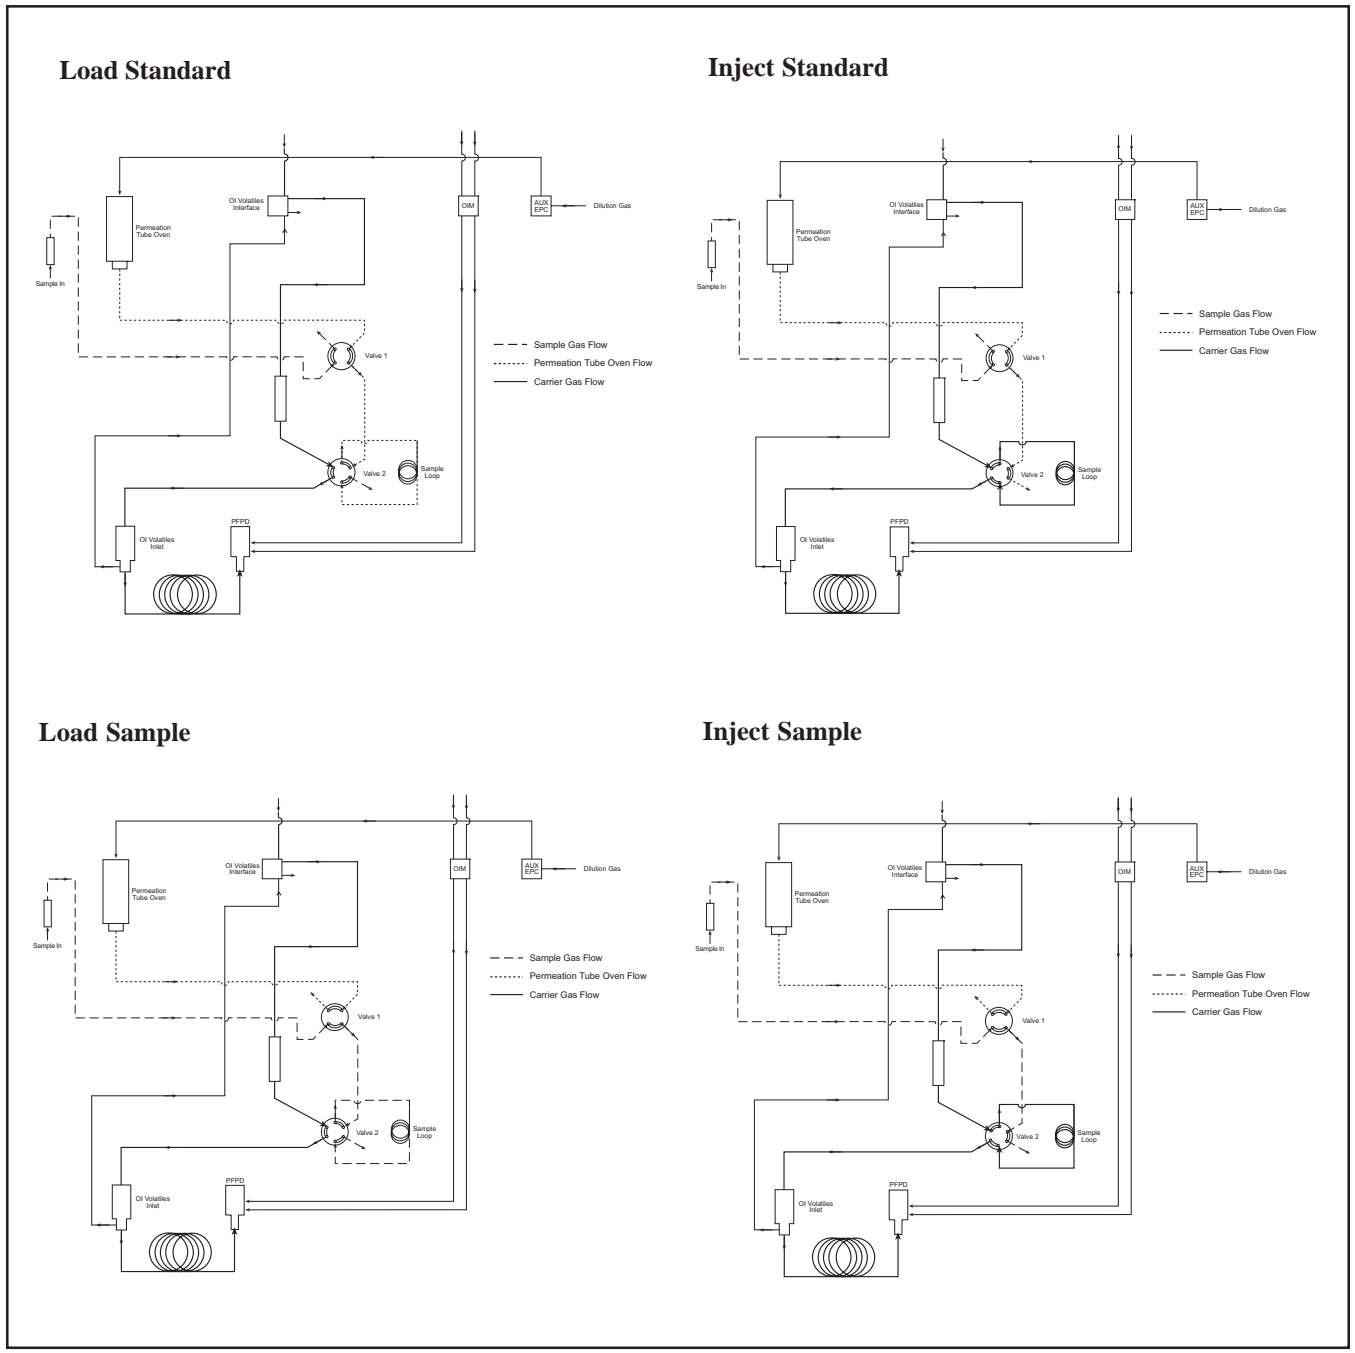 Load Standard
OI Volatiles
Interface
OIM
AUX
EPC
Dilution Gas
Permeation
Tube Oven
Sample In
Valve 1
Sample Gas Flow
Permeation Tube Oven Flow
Carrier Gas Flow
Valve 2
Sample
Loop
PFPD
OI Volatiles
Inlet
Inject Standard
OI Volatiles
Interface
OIM
AUX
EPC
Dilution Gas
Permeation
Tube Oven
Sample In
Sample Gas Flow
Permeation Tube Oven Flow
Carrier Gas Flow
Valve 1
Valve 2
Sample
Loop
PFPD
OI Volatiles
Inlet
Load Sample
OI Volatiles
Interface
OIM
AUX
EPC
Dilution Gas
Permeation
Tube Oven
Sample In
Sample Gas Flow
Permeation Tube Oven Flow
Carrier Gas Flow
Valve 1
Valve 2
Sample
Loop
PFPD
OI Volatiles
Inlet
Inject Sample
OI Volatiles
Interface
OIM
AUX
EPC
Dilution Gas
Permeation
Tube Oven
Sample In
Sample Gas Flow
Permeation Tube Oven Flow
Carrier Gas Flow
Valve 1
Valve 2
Sample
Loop
PFPD
OI Volatiles
Inlet